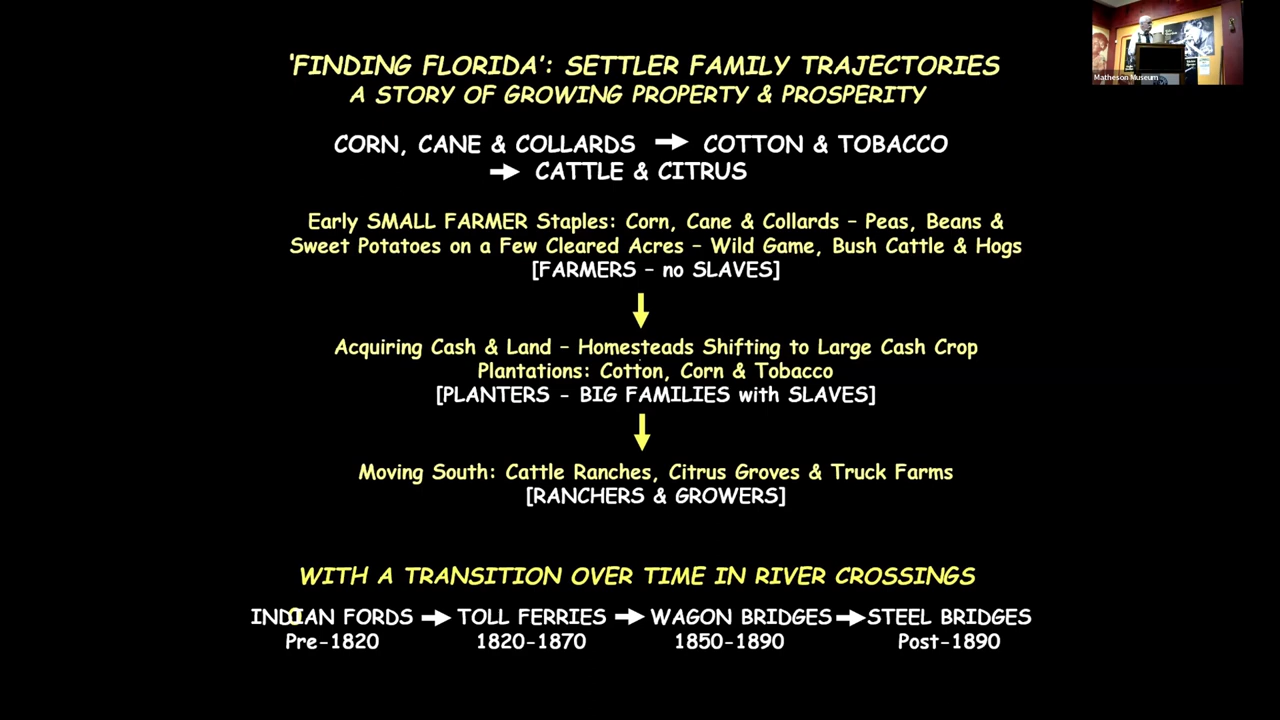 'FINDING FLORIDA': SETTLER FAMILY TRAJECTORIES
A STORY OF GROWING PROPERTY & PROSPERITY
CORN, CANE & COLLARDS → COTTON & TOBACCO
→ CATTLE & CITRUS
Early SMALL FARMER Staples: Corn, Cane & Collards – Peas, Beans &
Sweet Potatoes on a Few Cleared Acres – Wild Game, Bush Cattle & Hogs
[FARMERS – no SLAVES]
Acquiring Cash & Land – Homesteads Shifting to Large Cash Crop
Plantations: Cotton, Corn & Tobacco
[PLANTERS - BIG FAMILIES with SLAVES]
Moving South: Cattle Ranches, Citrus Groves & Truck Farms
[RANCHERS & GROWERS]
WITH A TRANSITION OVER TIME IN RIVER CROSSINGS
INDIAN FORDS → TOLL FERRIES → WAGON BRIDGES → STEEL BRIDGES
Pre-1820 1820-1870 1850-1890 Post-1890
Matheson Museum